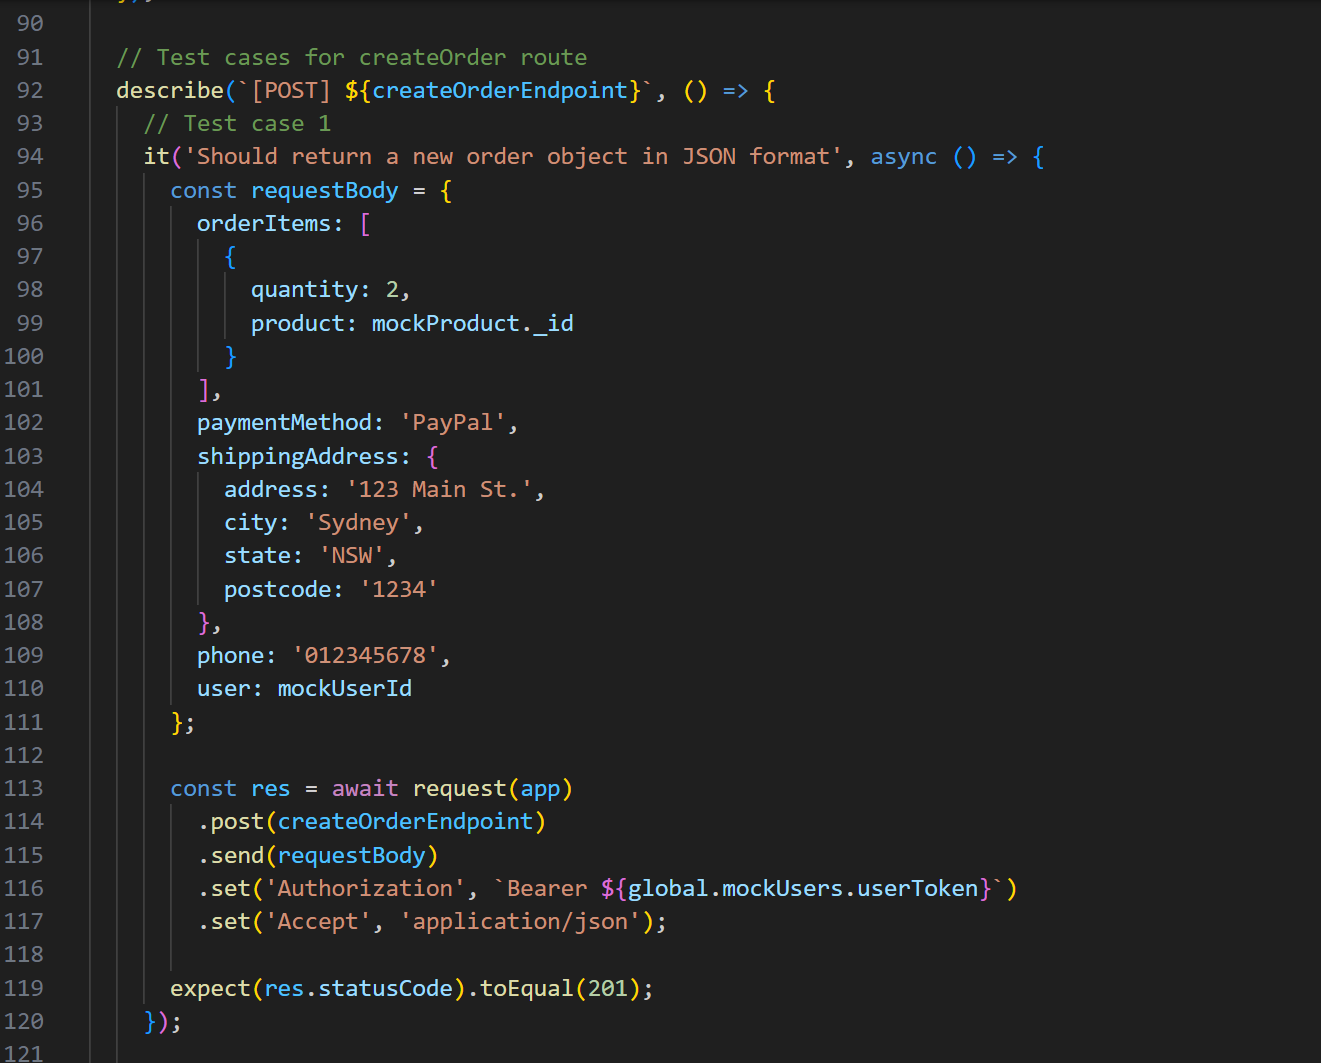 90
91 // Test cases for createOrder route
92 describe(`[POST] ${createOrderEndpoint}`, () => {
93 // Test case 1
94 it('Should return a new order object in JSON format', async () => {
95 const requestBody = {
96 orderItems: [
97 {
98 quantity: 2,
99 product: mockProduct._id
100 }
101 ],
102 paymentMethod: 'PayPal',
103 shippingAddress: {
104 address: '123 Main St.',
105 city: 'Sydney',
106 state: 'NSW',
107 postcode: '1234'
108 },
109 phone: '012345678',
110 user: mockUserId
111 };
112
113 const res = await request(app)
114 .post(createOrderEndpoint)
115 .send(requestBody)
116 .set('Authorization', `Bearer ${global.mockUsers.userToken}`)
117 .set('Accept', 'application/json');
118
119 expect(res.statusCode).toEqual(201);
120 });
121